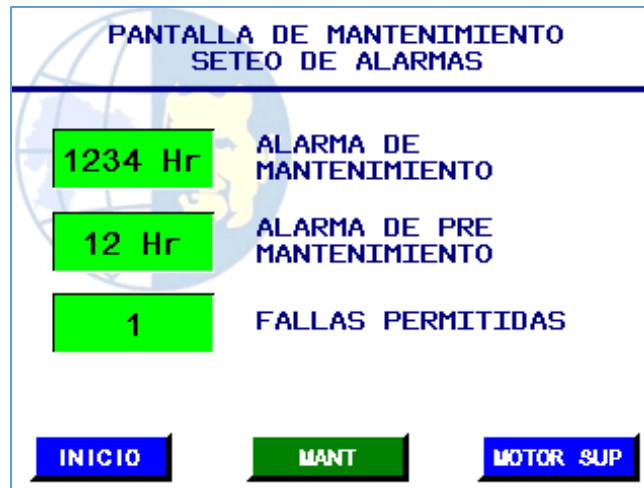 PANTALLA DE MANTENIMIENTO
SETEO DE ALARMAS
1234 Hr
ALARMA DE
MANTENIMIENTO
12 Hr
ALARMA DE PRE
MANTENIMIENTO
1
FALLAS PERMITIDAS
INICIO
MANT
MOTOR SUP